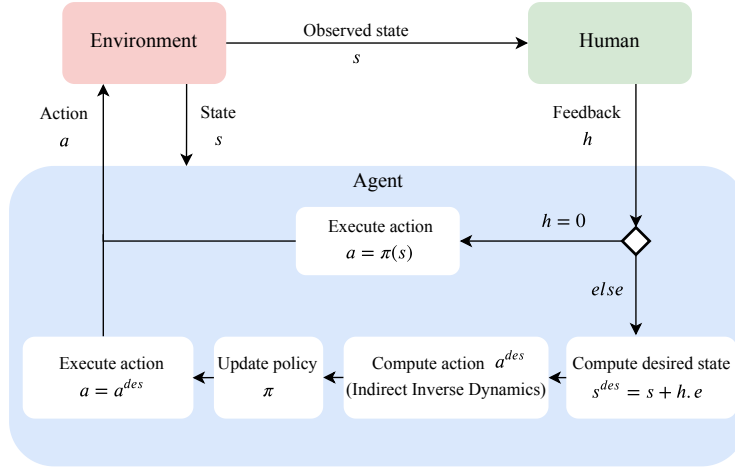 Environment
Observed state
s
Human
Action
a
State
s
Feedback
h
Agent
Execute action
a = π(s)
h = 0
else
Execute action
a = a^des
Update policy
π
Compute action a^des
(Indirect Inverse Dynamics)
Compute desired state
s^des = s + h. e